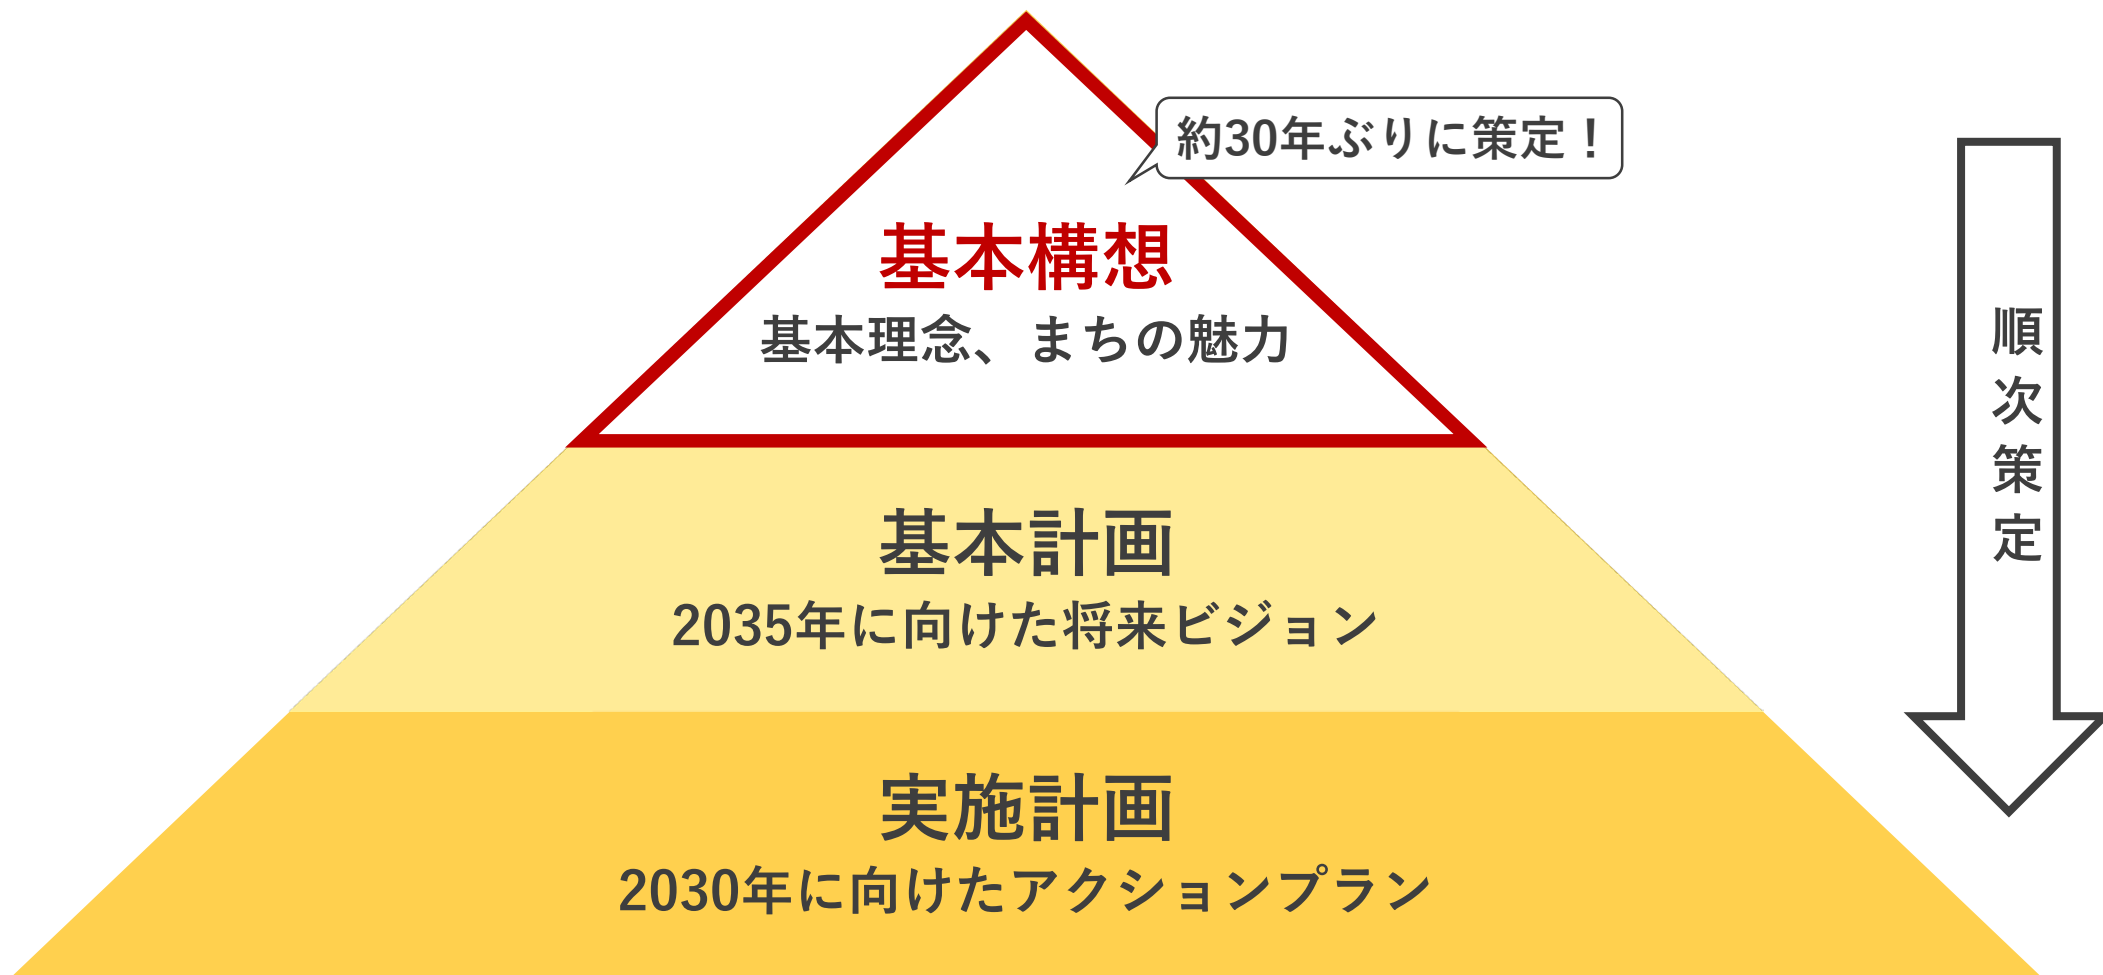 約30年ぶりに策定！
基本構想
基本理念、まちの魅力
基本計画
2035年に向けた将来ビジョン
実施計画
2030年に向けたアクションプラン
順次策定